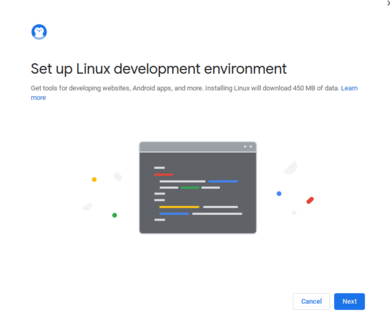 Set up Linux development environment
Get tools for developing websites, Android apps, and more. Installing Linux will download 450 MB of data. Learn
more
Cancel
Next